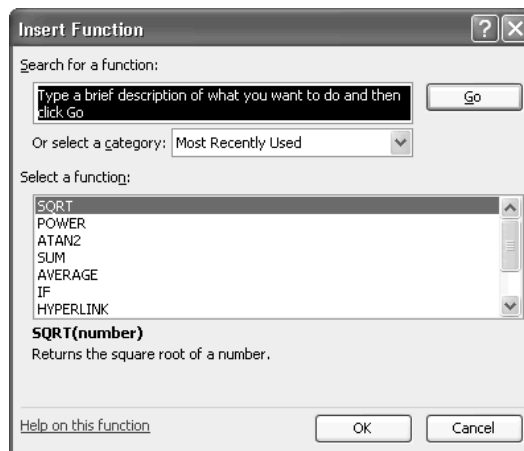 Insert Function
Search for a function:
Type a brief description of what you want to do and then
click Go
Go
Or select a category: Most Recently Used
Select a function:
SQRT
POWER
ATAN2
SUM
AVERAGE
IF
HYPERLINK
SQRT(number)
Returns the square root of a number.
Help on this function
OK
Cancel